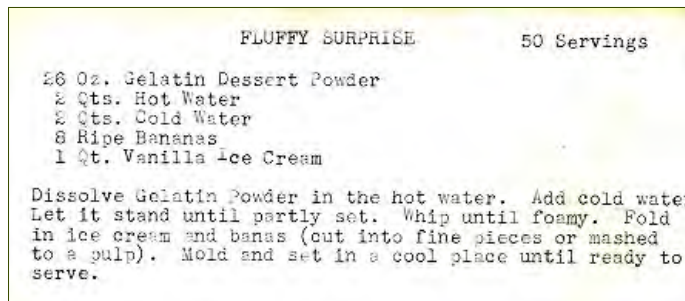 FLUFFY SURPRISE 50 Servings
26 Oz. Gelatin Dessert Powder
2 Qts. Hot Water
2 Qts. Cold Water
8 Ripe Bananas
1 Qt. Vanilla Ice Cream
Dissolve Gelatin Powder in the hot water. Add cold wate
Let it stand until partly set. Whip until foamy. Fold
in ice cream and banas (cut into fine pieces or mashed
to a pulp). Mold and set in a cool place until ready to
serve.